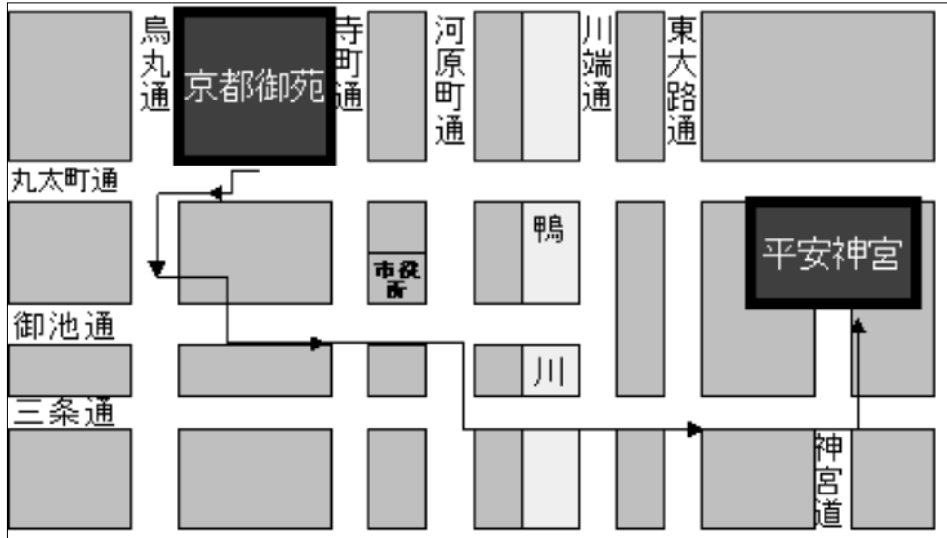 烏丸通
京都御苑
寺町通
河原町通
川端通
東大路通
丸太町通
鴨
市役
所
平安神宮
御池通
川
三条通
神宮道